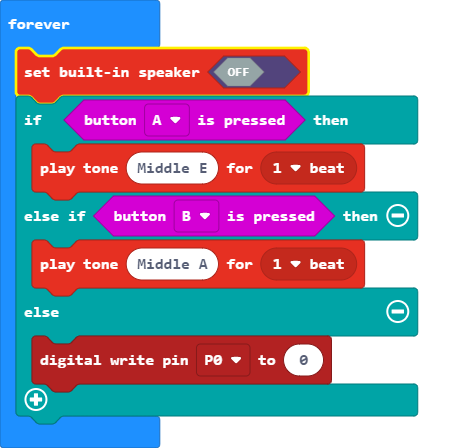 forever
set built-in speaker OFF
if button A is pressed then
play tone Middle E for 1 beat
else if button B is pressed then
play tone Middle A for 1 beat
else
digital write pin P0 to 0